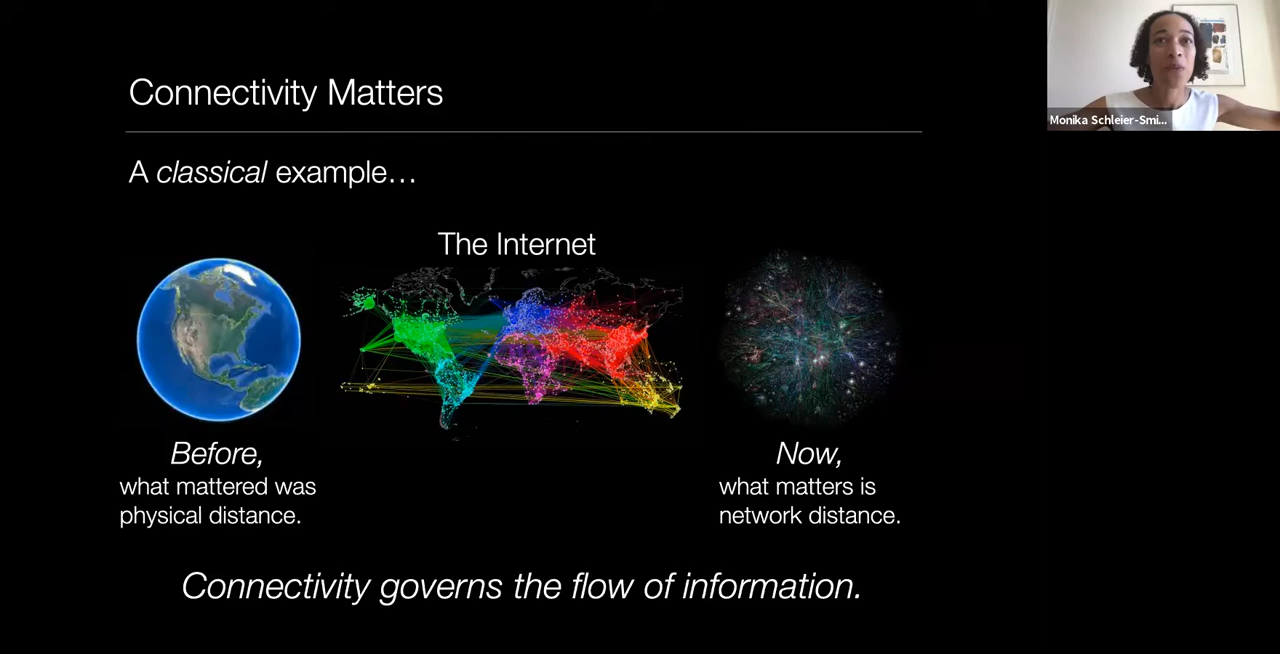 Connectivity Matters
Monika Schleier-Smi...
A classical example…
The Internet
Before,
what mattered was
physical distance.
Now,
what matters is
network distance.
Connectivity governs the flow of information.